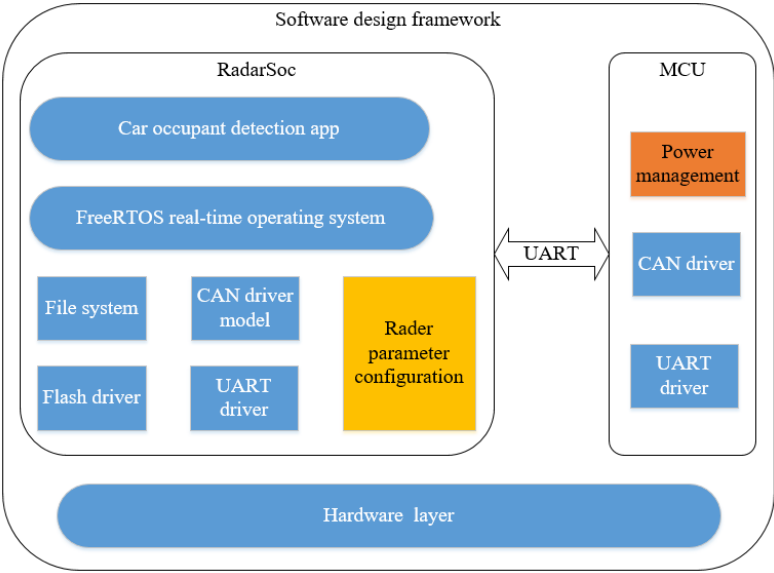 Software design framework
RadarSoc
Car occupant detection app
FreeRTOS real-time operating system
File system
CAN driver
model
Flash driver
UART
driver
Rader
parameter
configuration
UART
MCU
Power
management
CAN driver
UART
driver
Hardware layer